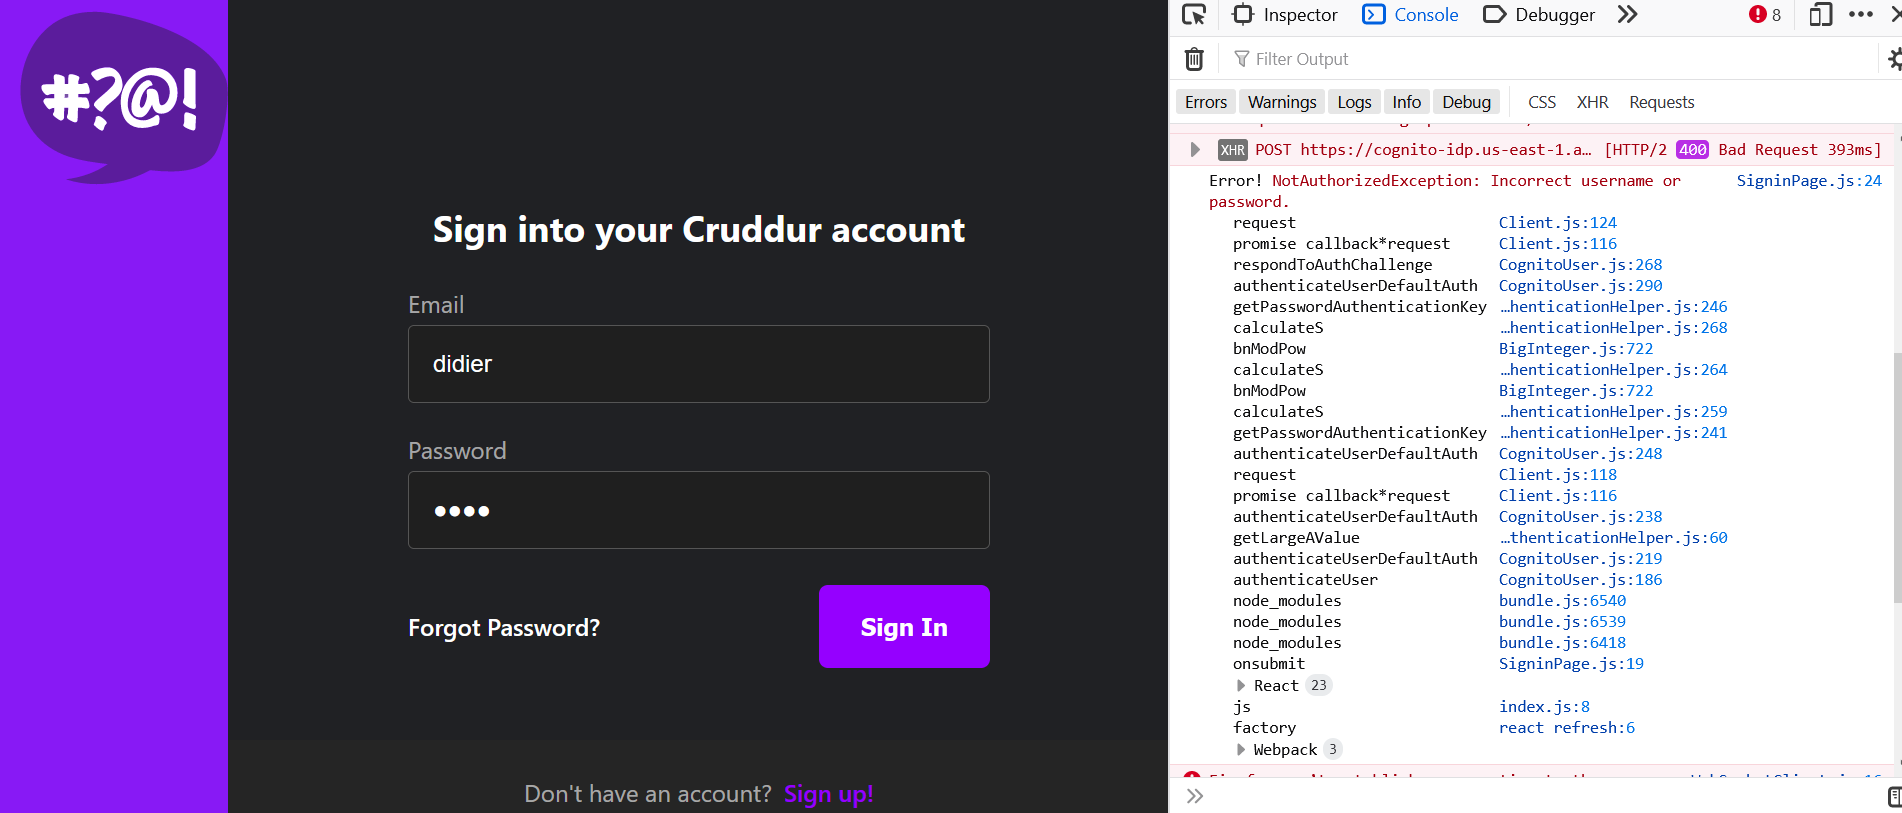 #?@!
Sign into your Cruddur account
Email
didier
Password
Forgot Password?
Sign In
Don't have an account? Sign up!
Inspector
Console
Debugger
8
Filter Output
Errors
Warnings
Logs
Info
Debug
CSS
XHR
Requests
XHR POST https://cognito-idp.us-east-1.a… [HTTP/2 400 Bad Request 393ms]
Error! NotAuthorizedException: Incorrect username or SigninPage.js:24
password.
request Client.js:124
promise callback*request Client.js:116
respondToAuthChallenge CognitoUser.js:268
authenticateUserDefaultAuth CognitoUser.js:290
getPasswordAuthenticationKey …henticationHelper.js:246
calculateS …henticationHelper.js:268
bnModPow BigInteger.js:722
calculateS …henticationHelper.js:264
bnModPow BigInteger.js:722
calculateS …henticationHelper.js:259
getPasswordAuthenticationKey …henticationHelper.js:241
authenticateUserDefaultAuth CognitoUser.js:248
request Client.js:118
promise callback*request Client.js:116
authenticateUserDefaultAuth CognitoUser.js:238
getLargeAValue …thenticationHelper.js:60
authenticateUserDefaultAuth CognitoUser.js:219
authenticateUser CognitoUser.js:186
node_modules bundle.js:6540
node_modules bundle.js:6539
node_modules bundle.js:6418
onsubmit SigninPage.js:19
React 23
js index.js:8
factory react refresh:6
Webpack 3